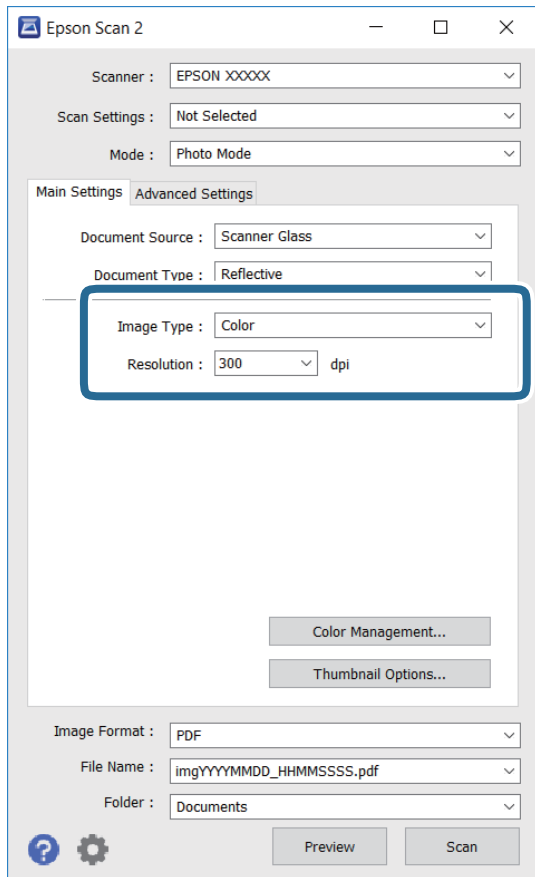 Epson Scan 2
Scanner : EPSON XXXXX
Scan Settings : Not Selected
Mode : Photo Mode
Main Settings Advanced Settings
Document Source : Scanner Glass
Document Type : Reflective
Image Type : Color
Resolution : 300 dpi
Color Management...
Thumbnail Options...
Image Format : PDF
File Name : imgYYYYMMDD_HHMMSSSS.pdf
Folder : Documents
? Preview Scan